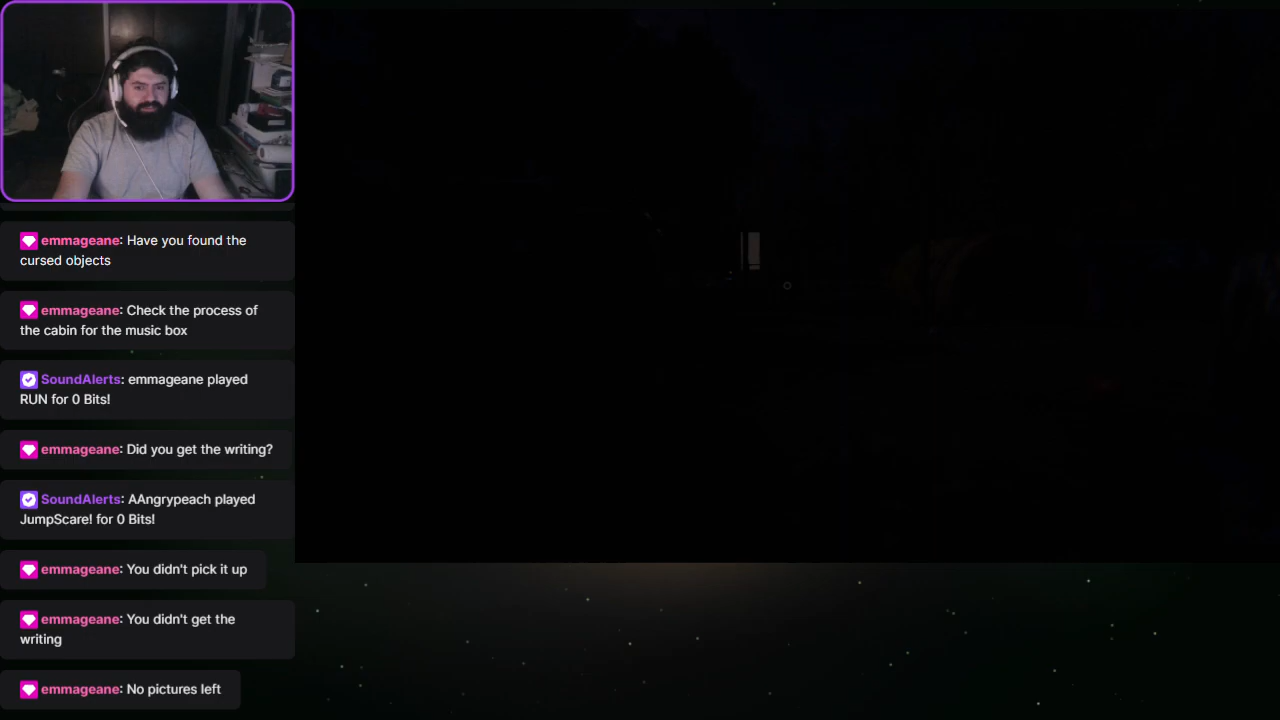 emmageane: Have you found the
cursed objects
emmageane: Check the process of
the cabin for the music box
SoundAlerts: emmageane played
RUN for 0 Bits!
emmageane: Did you get the writing?
SoundAlerts: AAngrypeach played
JumpScare! for 0 Bits!
emmageane: You didn't pick it up
emmageane: You didn't get the
writing
emmageane: No pictures left